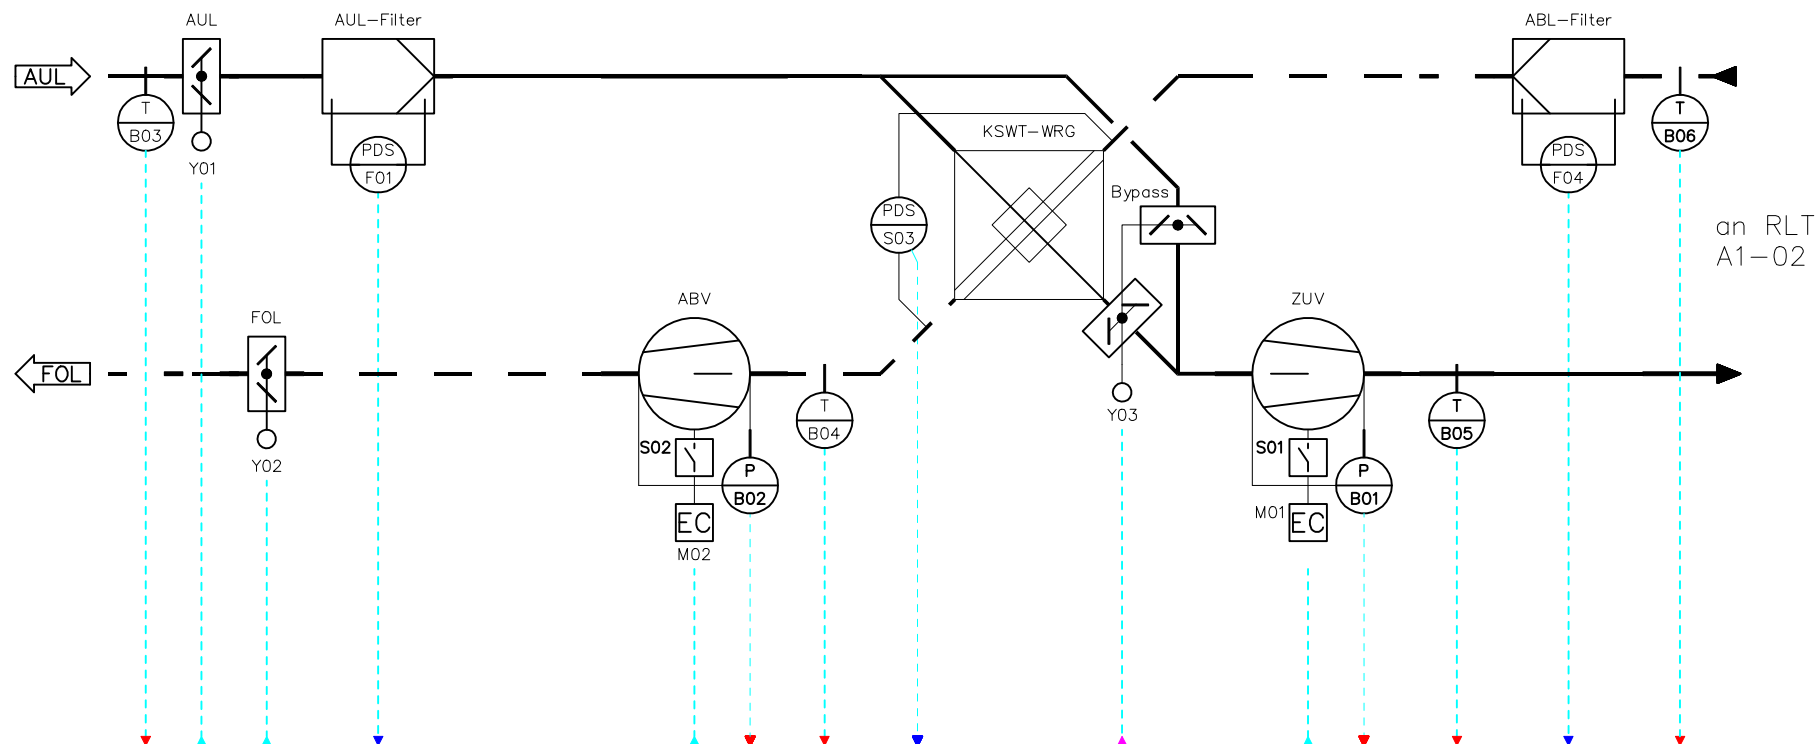 AUL
AUL-Filter
ABL-Filter
AUL
T
B03
Y01
PDS
F01
KSWT-WRG
PDS
F04
T
B06
Bypass
PDS
S03
an RLT
A1-02
FOL
ABV
ZUV
FOL
T
B04
Y03
T
B05
Y02
S02
P
B02
S01
P
B01
EC
M02
M01
EC